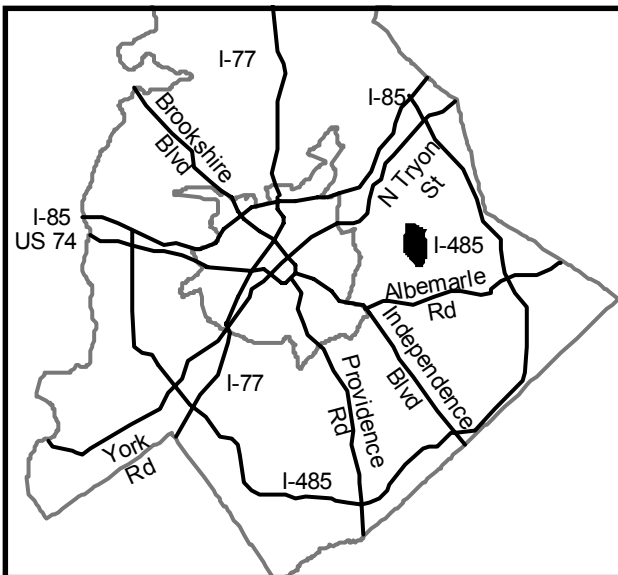 I-77
I-85
Brookshire
Blvd
N Tryon
St
I-85
US 74
I-485
Albemarle
Rd
Independence
Blvd
Providence
Rd
I-77
York
Rd
I-485